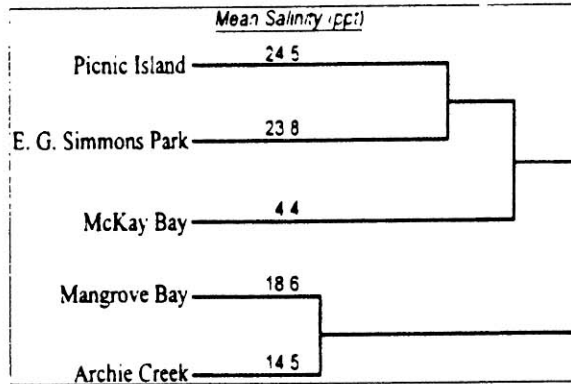 Mean Salinity (ppt)
Picnic Island 24.5
E. G. Simmons Park 23.8
McKay Bay 4.4
Mangrove Bay 18.6
Archie Creek 14.5